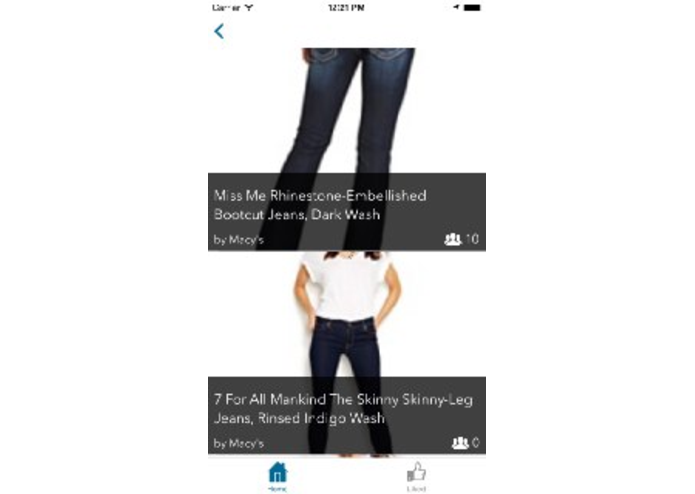 Carrier 12:21 PM
Miss Me Rhinestone-Embellished
Bootcut Jeans, Dark Wash
by Macy's 10
7 For All Mankind The Skinny Skinny-Leg
Jeans, Rinsed Indigo Wash
by Macy's 0
Home Liked